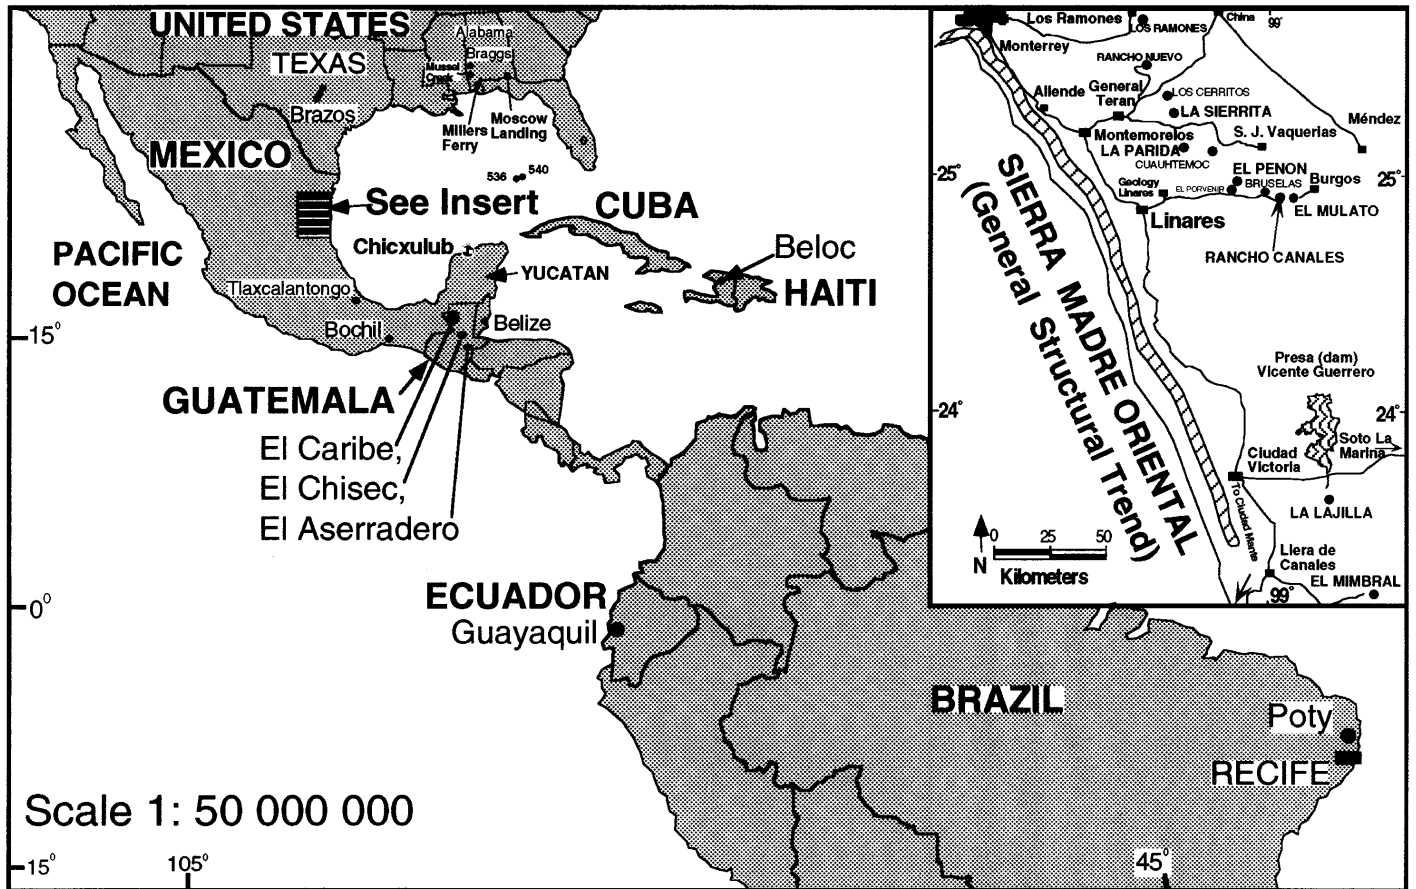 UNITED STATES
TEXAS
Brazos
Alabama
Braggs
Mussel
Creek
Millers
Ferry
Moscow
Landing
MEXICO
536
540
See Insert
CUBA
Chicxulub
YUCATAN
Beloc
HAITI
PACIFIC
OCEAN
Tlaxcalantongo
Bochil
Belize
15°
GUATEMALA
El Caribe,
El Chisec,
El Aserradero
ECUADOR
Guayaquil
0°
BRAZIL
Poty
RECIFE
Scale 1: 50 000 000
15°
105°
45°
Los Ramones
LOS RAMONES
China
99°
Monterrey
RANCHO NUEVO
Allende
General
Teran
LOS CERRITOS
LA SIERRITA
Méndez
Montemorelos
S. J. Vaquerias
LA PARIDA
CUAUHTEMOC
25°
EL PENON
Geology
Linares
EL PORVENIR
BRUSELAS
Burgos
25°
Linares
EL MULATO
RANCHO CANALES
SIERRA MADRE ORIENTAL
(General Structural Trend)
Presa (dam)
Vicente Guerrero
24°
24°
Ciudad
Victoria
Soto La
Marina
To Ciudad Mante
LA LAJILLA
N
0 25 50
Kilometers
Llera de
Canales
EL MIMBRAL
99°